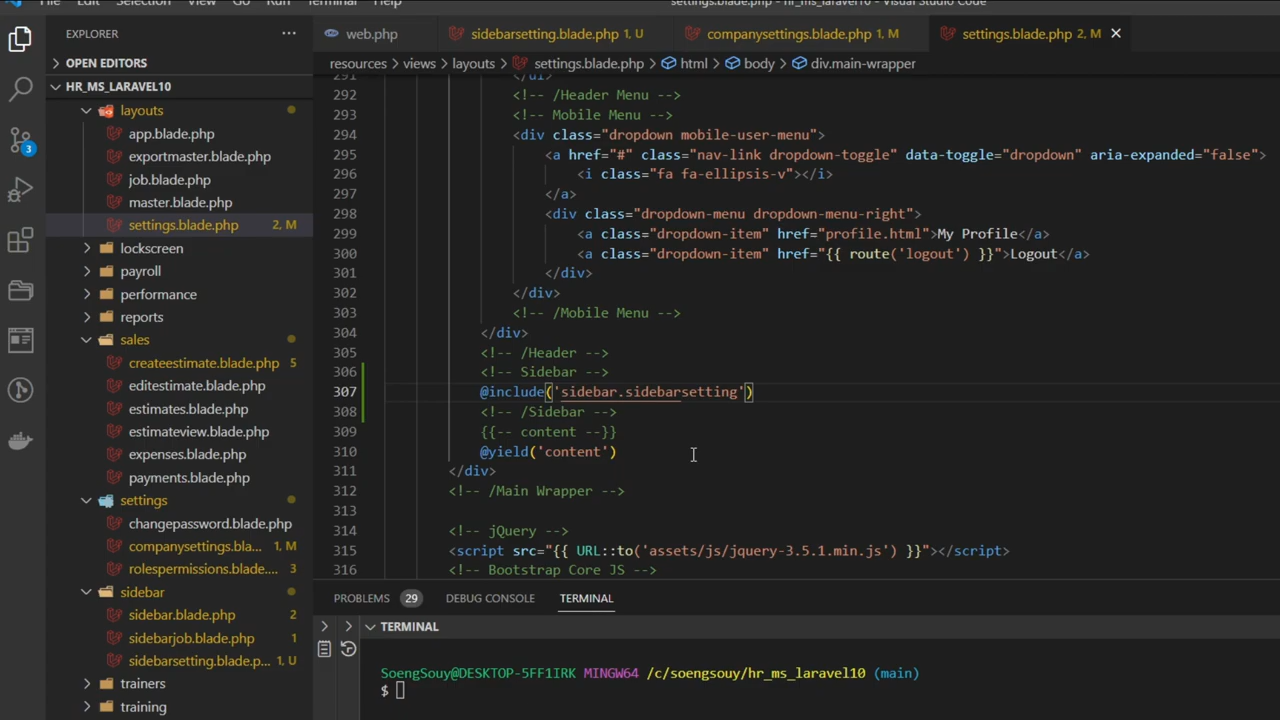 File Edit Selection View Go Run Terminal Help
settings.blade.php - hr_ms_laravel10 - Visual Studio Code
EXPLORER
web.php
sidebarsetting.blade.php 1, U
companysettings.blade.php 1, M
settings.blade.php 2, M
OPEN EDITORS
resources > views > layouts > settings.blade.php > html > body > div.main-wrapper
HR_MS_LARAVEL10
layouts
app.blade.php
exportmaster.blade.php
job.blade.php
master.blade.php
settings.blade.php 2, M
lockscreen
payroll
performance
reports
sales
createestimate.blade.php 5
editestimate.blade.php
estimates.blade.php
estimateview.blade.php
expenses.blade.php
payments.blade.php
settings
changepassword.blade.php
companysettings.bla... 1, M
rolespermissions.blade.... 3
sidebar
sidebar.blade.php 2
sidebarjob.blade.php 1
sidebarsetting.blade.p... 1, U
trainers
training
3
291 </ul>
292 <!-- /Header Menu -->
293 <!-- Mobile Menu -->
294 <div class="dropdown mobile-user-menu">
295 <a href="#" class="nav-link dropdown-toggle" data-toggle="dropdown" aria-expanded="false">
296 <i class="fa fa-ellipsis-v"></i>
297 </a>
298 <div class="dropdown-menu dropdown-menu-right">
299 <a class="dropdown-item" href="profile.html">My Profile</a>
300 <a class="dropdown-item" href="{{ route('logout') }}">Logout</a>
301 </div>
302 </div>
303 <!-- /Mobile Menu -->
304 </div>
305 <!-- /Header -->
306 <!-- Sidebar -->
307 @include('sidebar.sidebarsetting')
308 <!-- /Sidebar -->
309 {{-- content --}}
310 @yield('content')
311 </div>
312 <!-- /Main Wrapper -->
313
314 <!-- jQuery -->
315 <script src="{{ URL::to('assets/js/jquery-3.5.1.min.js') }}"></script>
316 <!-- Bootstrap Core JS -->
PROBLEMS 29 DEBUG CONSOLE TERMINAL
TERMINAL
SoengSouy@DESKTOP-5FF1IRK MINGW64 /c/soengsouy/hr_ms_laravel10 (main)
$